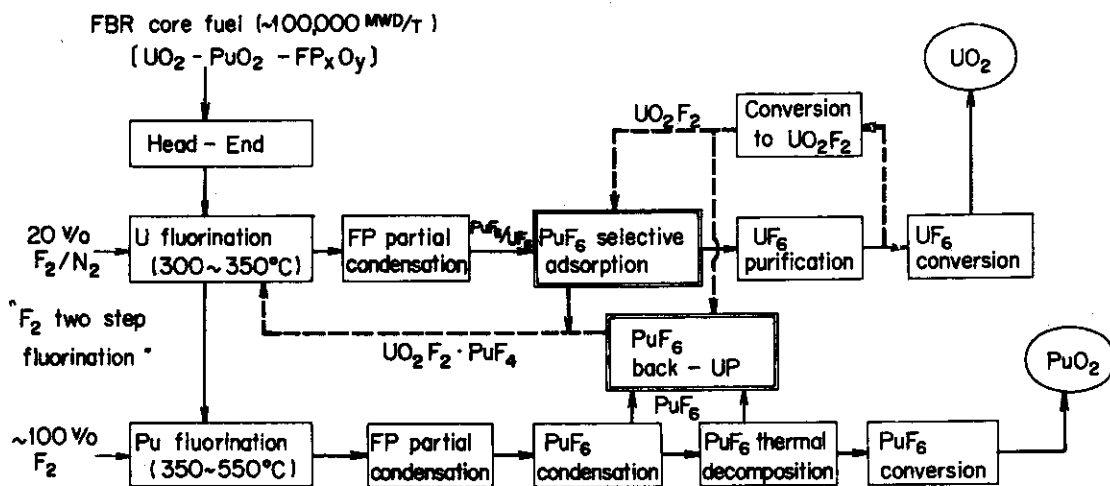 FBR core fuel (~100,000 MWD/T)
[UO₂ - PuO₂ - FPₓOᵧ]
Head - End
20 V/o
F₂/N₂
U fluorination
(300~350°C)
FP partial
condensation
PuF₆/UF₆
PuF₆ selective
adsorption
UF₆
purification
UF₆
conversion
UO₂
UO₂F₂
Conversion
to UO₂F₂
"F₂ two step
fluorination"
UO₂F₂·PuF₄
PuF₆
back - UP
PuF₆
~100 V/o
F₂
Pu fluorination
(350~550°C)
FP partial
condensation
PuF₆
condensation
PuF₆ thermal
decomposition
PuF₆
conversion
PuO₂